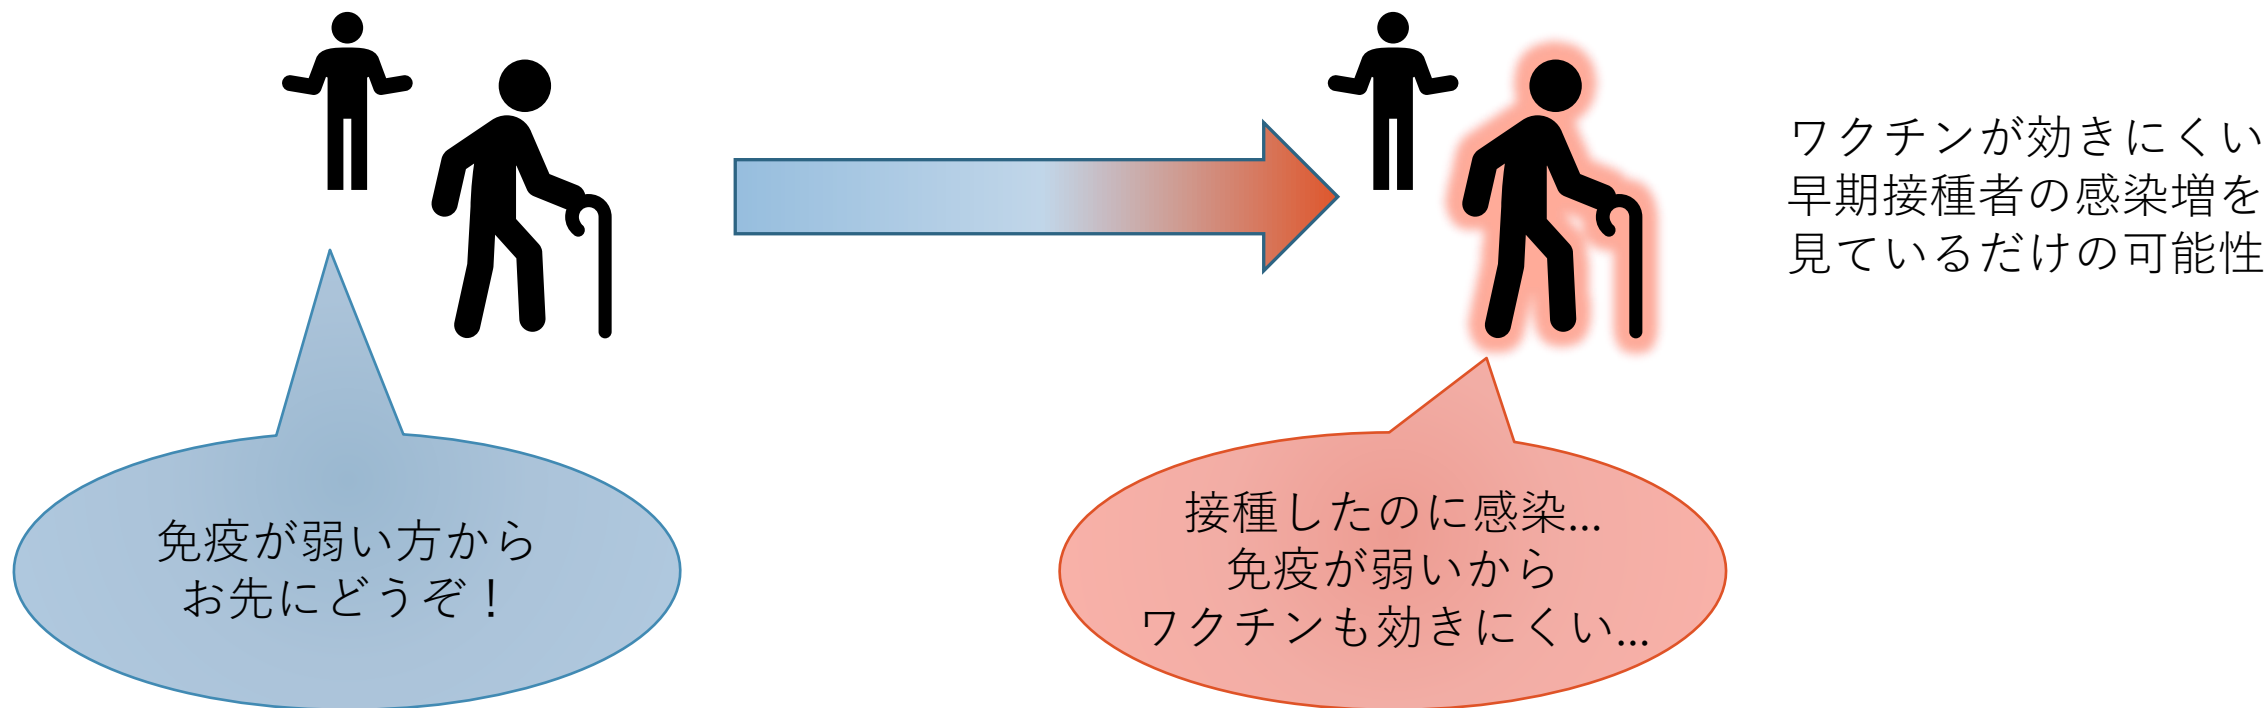 ワクチンが効きにくい
早期接種者の感染増を
見ているだけの可能性
免疫が弱い方から
お先にどうぞ！
接種したのに感染...
免疫が弱いから
ワクチンも効きにくい...